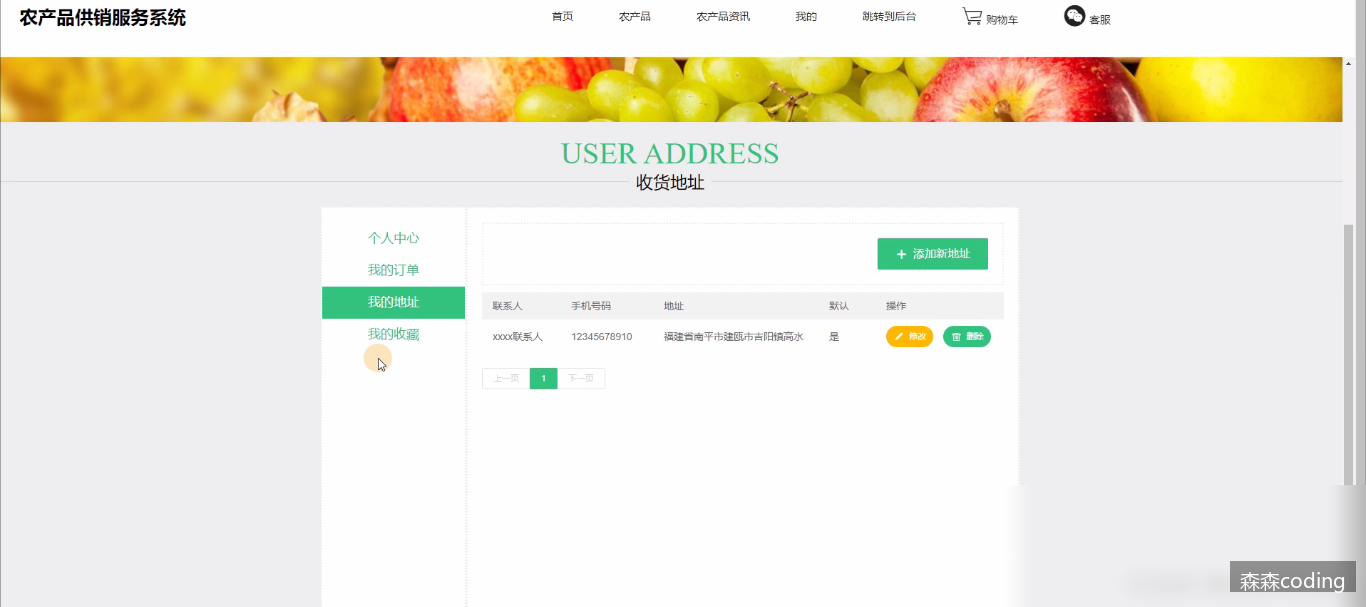 农产品供销服务系统
首页 农产品 农产品资讯 我的 跳转到后台 购物车 客服
USER ADDRESS
收货地址
个人中心
我的订单
我的地址
我的收藏
+ 添加新地址
联系人 手机号码 地址 默认 操作
xxxx联系人 12345678910 福建省南平市建瓯市吉阳镇高水 是 修改 删除
上一页 1 下一页
森森coding